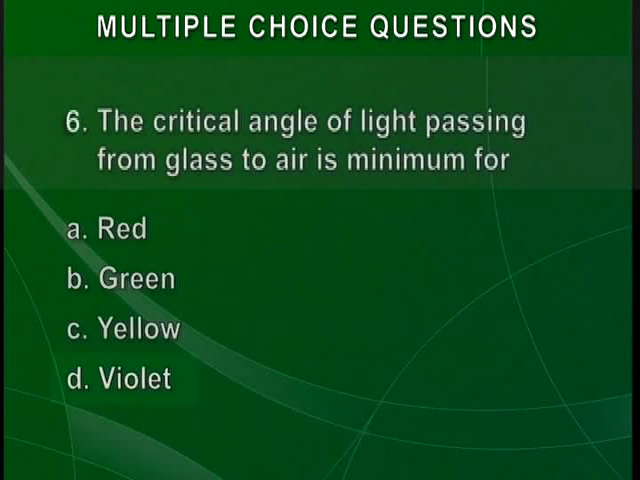 MULTIPLE CHOICE QUESTIONS
6. The critical angle of light passing
from glass to air is minimum for
a. Red
b. Green
c. Yellow
d. Violet